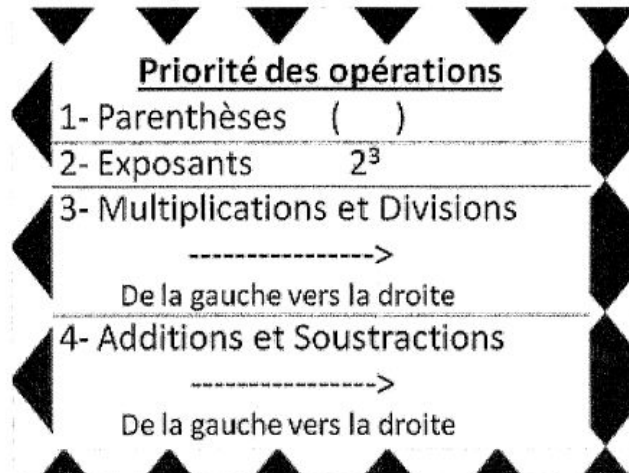 Priorité des opérations
1- Parenthèses ( )
2- Exposants 2³
3- Multiplications et Divisions
--------------->
De la gauche vers la droite
4- Additions et Soustractions
--------------->
De la gauche vers la droite